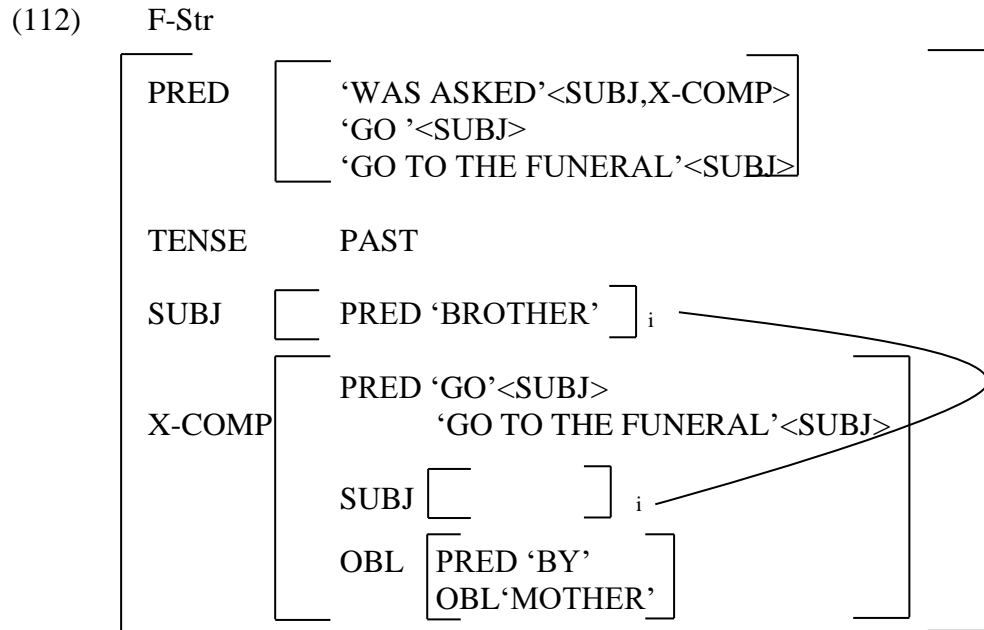 (112) F-Str
PRED ‘WAS ASKED’<SUBJ,X-COMP>
‘GO ’<SUBJ>
‘GO TO THE FUNERAL’<SUBJ>
TENSE PAST
SUBJ PRED ‘BROTHER’ i
PRED ‘GO’<SUBJ>
X-COMP ‘GO TO THE FUNERAL’<SUBJ>
SUBJ i
OBL PRED ‘BY’
OBL‘MOTHER’